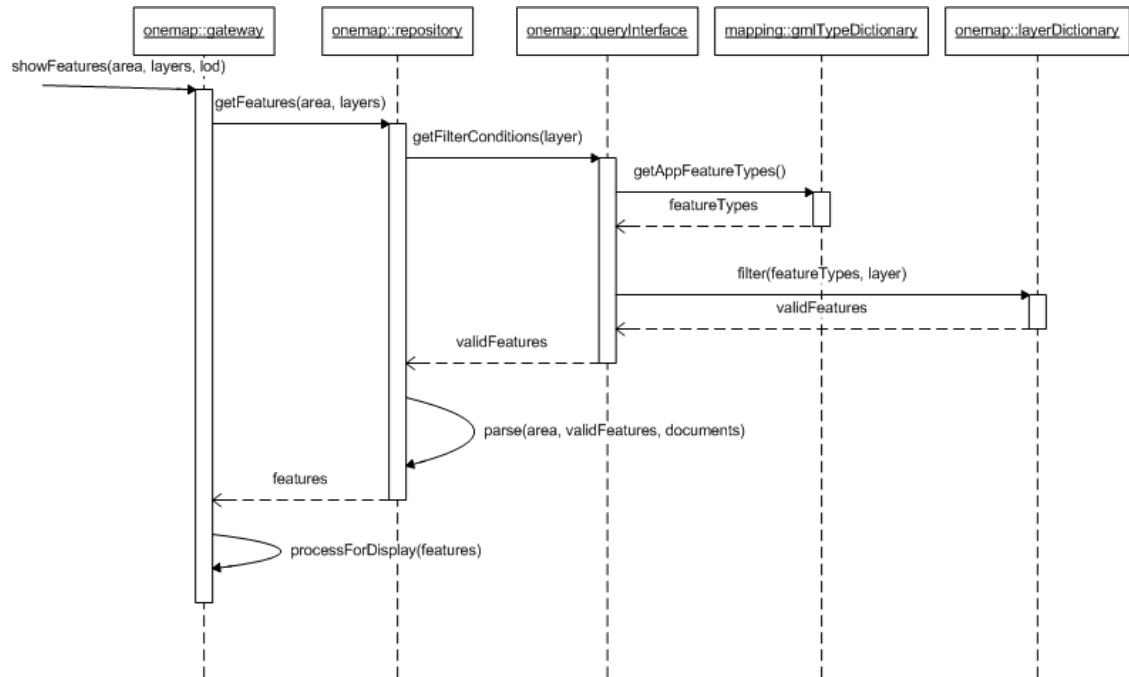 onemap::gateway
onemap::repository
onemap::queryInterface
mapping::gmlTypeDictionary
onemap::layerDictionary
showFeatures(area, layers, lod)
getFeatures(area, layers)
getFilterConditions(layer)
getAppFeatureTypes()
featureTypes
filter(featureTypes, layer)
validFeatures
validFeatures
parse(area, validFeatures, documents)
features
processForDisplay(features)